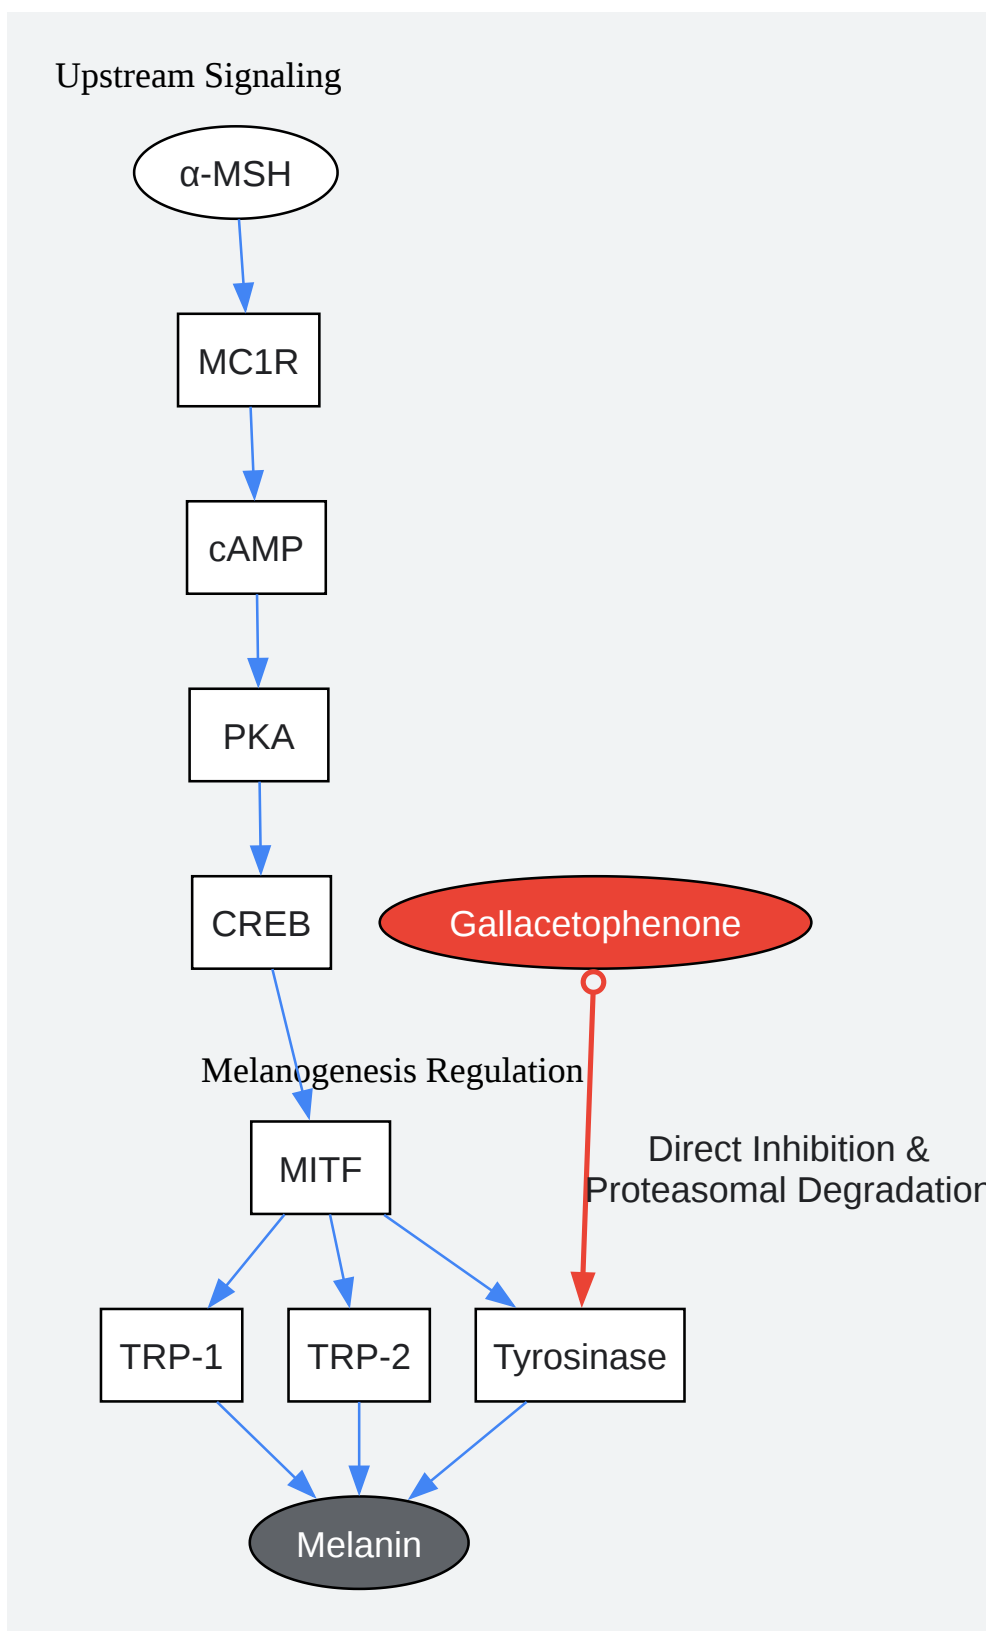 Upstream Signaling
α-MSH
MC1R
cAMP
PKA
CREB
Gallacetophenone
Melanogenesis Regulation
Direct Inhibition &
Proteasomal Degradation
MITF
TRP-1
TRP-2
Tyrosinase
Melanin